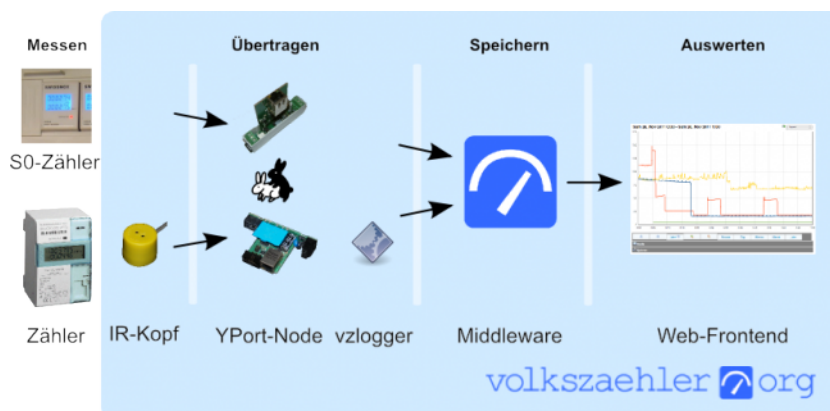 Messen Übertragen Speichern Auswerten
S0-Zähler
Zähler IR-Kopf YPort-Node vzlogger Middleware Web-Frontend
volkszaehler org